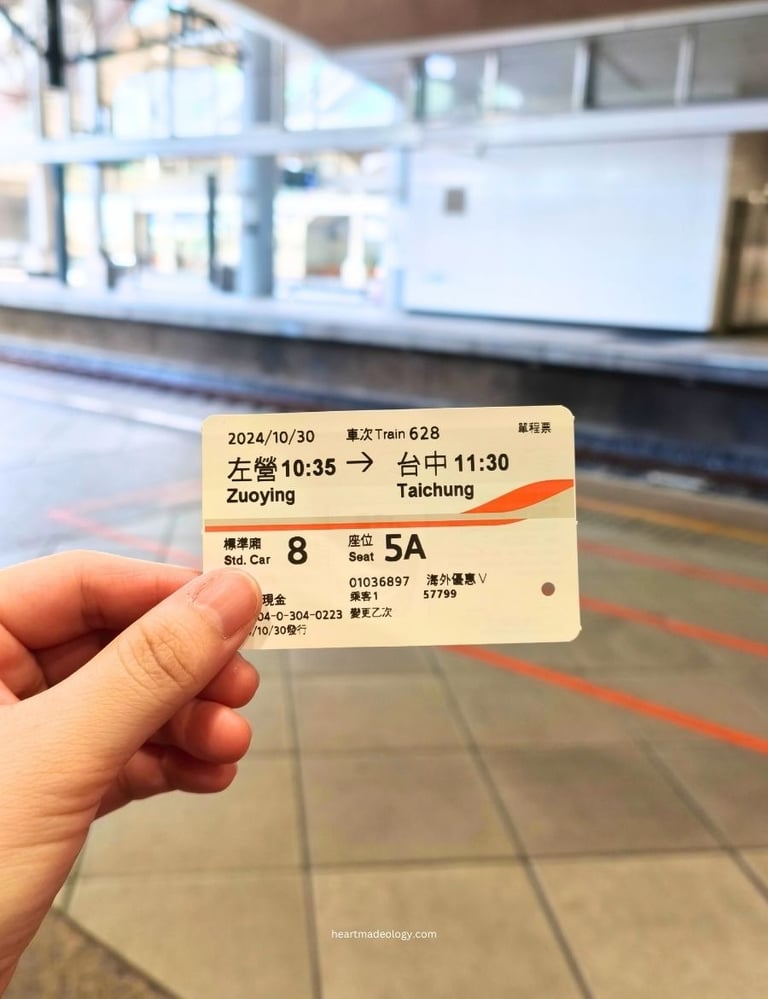 2024/10/30 車次 Train 628 單程票
左營 10:35 → 台中 11:30
Zuoying Taichung
標準廂 8 座位 5A
Std. Car Seat
01036897 海外優惠 V
現金 乘客1 57799
04-0-304-0223 變更乙次
/10/30發行
heartmadeology.com